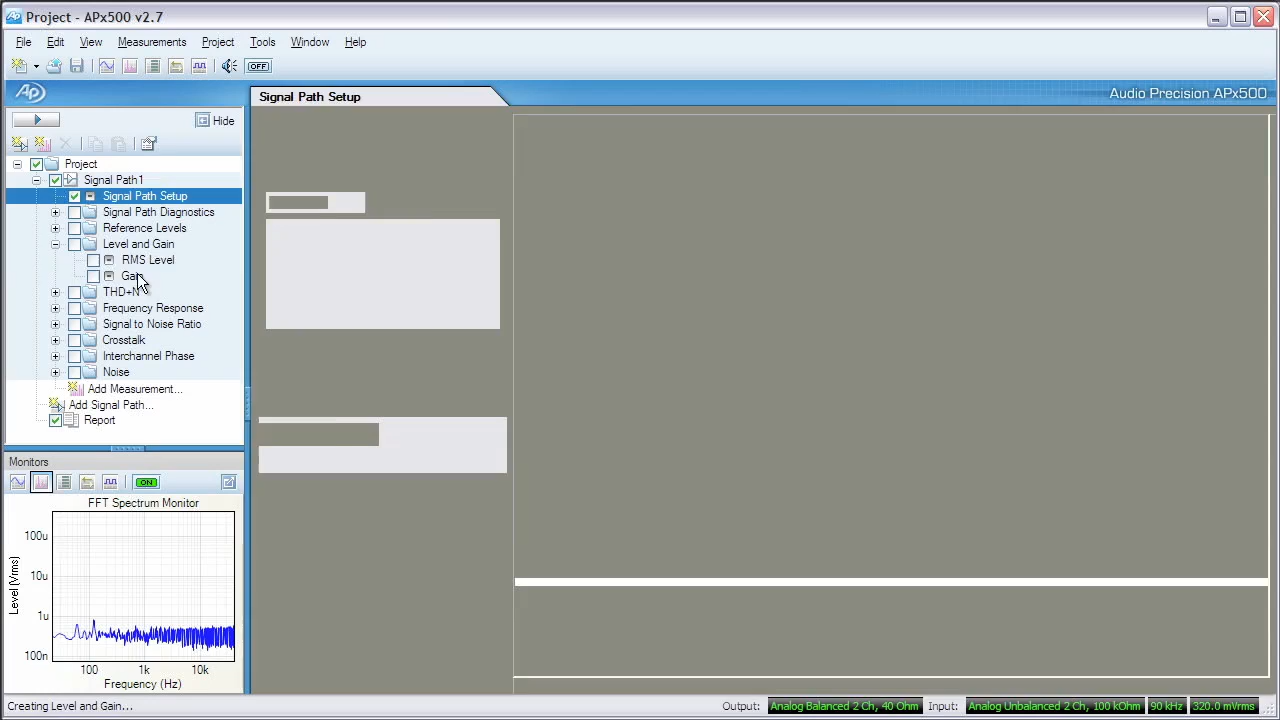 Project - APx500 v2.7
File Edit View Measurements Project Tools Window Help
OFF
Ap
Signal Path Setup
Audio Precision APx500
Hide
Project
Signal Path1
Signal Path Setup
Signal Path Diagnostics
Reference Levels
Level and Gain
RMS Level
Gain
THD+N
Frequency Response
Signal to Noise Ratio
Crosstalk
Interchannel Phase
Noise
Add Measurement...
Add Signal Path...
Report
Monitors
ON
FFT Spectrum Monitor
Level (Vrms)
100u
10u
1u
100n
100 1k 10k
Frequency (Hz)
Creating Level and Gain... Output: Analog Balanced 2 Ch, 40 Ohm Input: Analog Unbalanced 2 Ch, 100 kOhm 90 kHz 320.0 mVrms